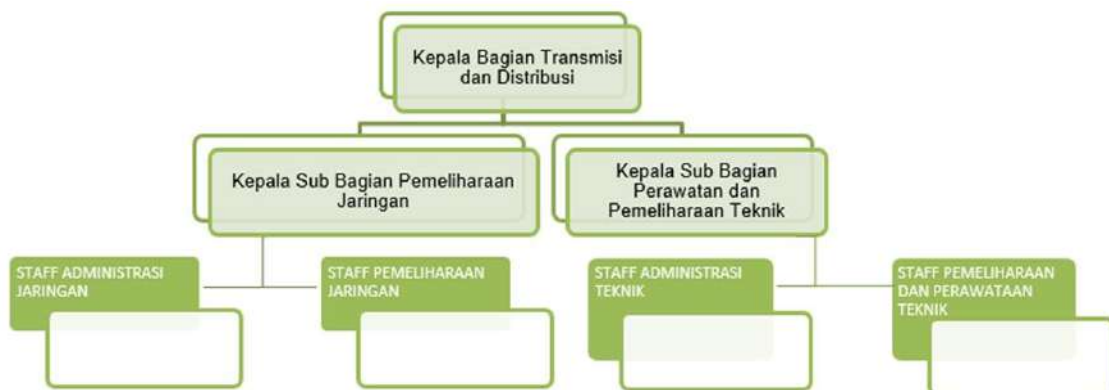 Kepala Bagian Transmisi
dan Distribusi
Kepala Sub Bagian Pemeliharaan
Jaringan
Kepala Sub Bagian
Perawatan dan
Pemeliharaan Teknik
STAFF ADMINISTRASI
JARINGAN
STAFF PEMELIHARAAN
JARINGAN
STAFF ADMINISTRASI
TEKNIK
STAFF PEMELIHARAAN
DAN PERAWATAAN
TEKNIK